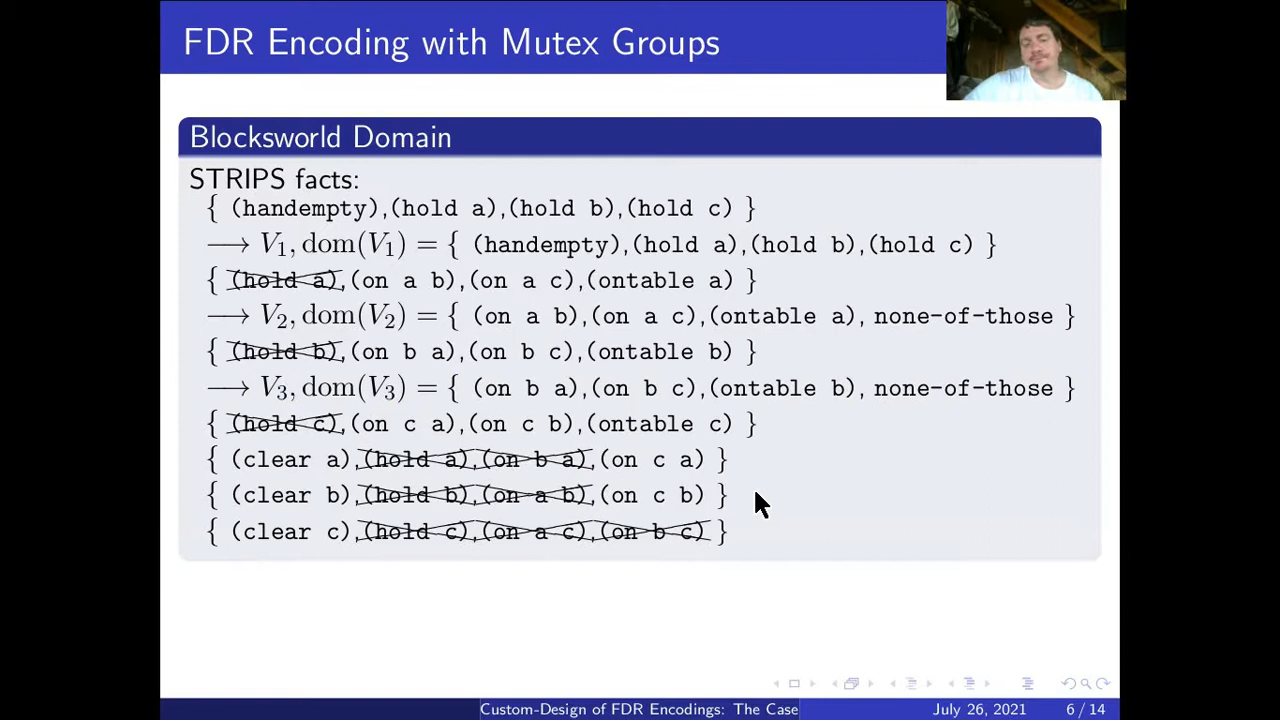 FDR Encoding with Mutex Groups
Blocksworld Domain
STRIPS facts:
{ (handempty),(hold a),(hold b),(hold c) }
⟶ V₁, dom(V₁) = { (handempty),(hold a),(hold b),(hold c) }
{ (hold a),(on a b),(on a c),(ontable a) }
⟶ V₂, dom(V₂) = { (on a b),(on a c),(ontable a), none-of-those }
{ (hold b),(on b a),(on b c),(ontable b) }
⟶ V₃, dom(V₃) = { (on b a),(on b c),(ontable b), none-of-those }
{ (hold c),(on c a),(on c b),(ontable c) }
{ (clear a),(hold a),(on b a),(on c a) }
{ (clear b),(hold b),(on a b),(on c b) }
{ (clear c),(hold c),(on a c),(on b c) }
Custom-Design of FDR Encodings: The Case July 26, 2021 6 / 14